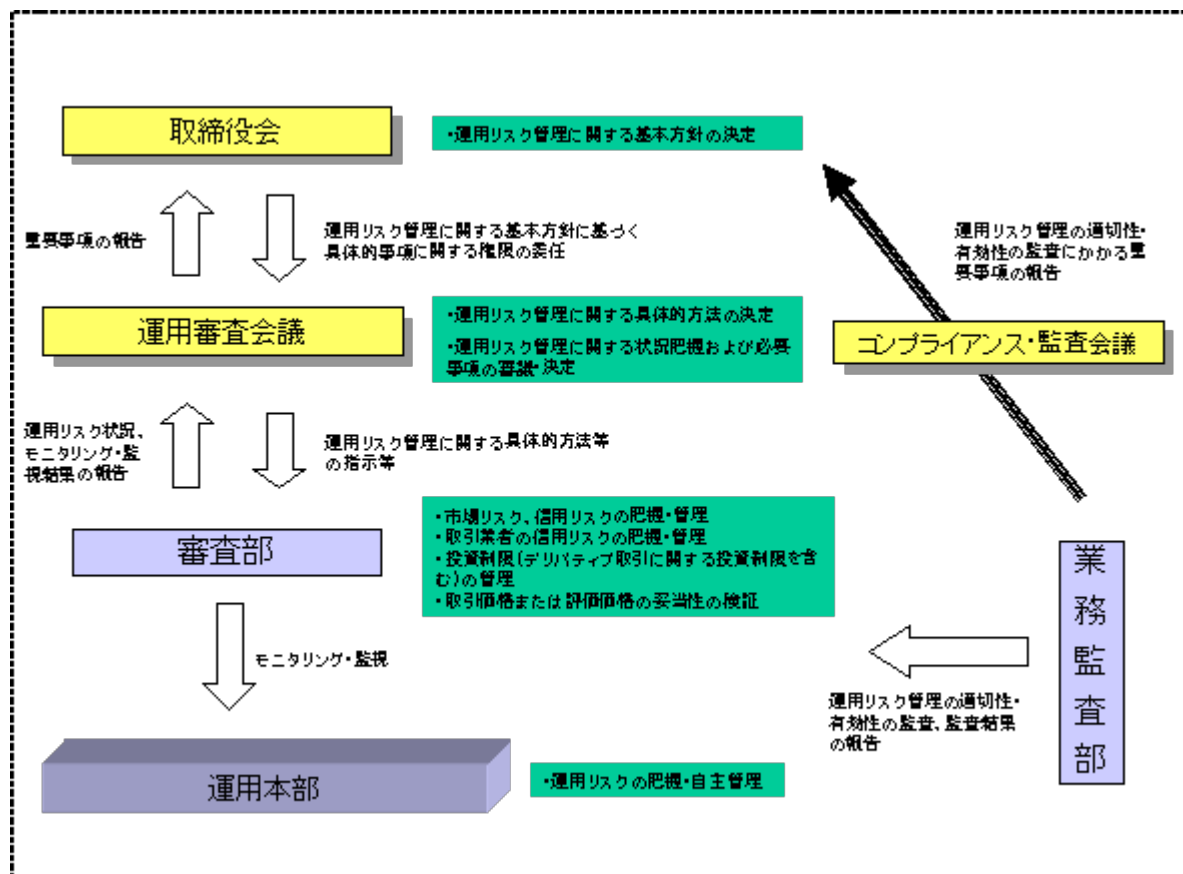 取締役会
・運用リスク管理に関する基本方針の決定
重要事項の報告
運用リスク管理に関する基本方針に基づく
具体的事項に関する権限の委任
運用リスク管理の適切性・
有効性の監査にかかる重
要事項の報告
運用審査会議
・運用リスク管理に関する具体的方法の決定
・運用リスク管理に関する状況把握および必要
事項の審議・決定
コンプライアンス・監査会議
運用リスク状況、
モニタリング・監
視結果の報告
運用リスク管理に関する具体的方法等
の指示等
審査部
・市場リスク、信用リスクの把握・管理
・取引業者の信用リスクの把握・管理
・投資制限(デリバティブ取引に関する投資制限を含
む)の管理
・取引価格または評価価格の妥当性の検証
業務監査部
モニタリング・監視
運用リスク管理の適切性・
有効性の監査、監査結果
の報告
運用本部
・運用リスクの把握・自主管理